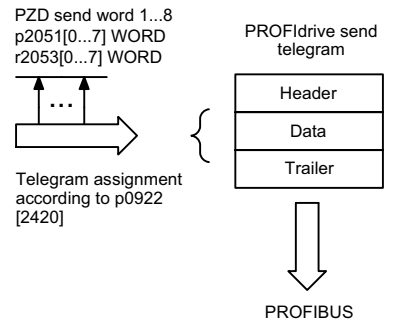 PZD send word 1...8
p2051[0...7] WORD
r2053[0...7] WORD
...
Telegram assignment
according to p0922
[2420]
PROFIdrive send
telegram
Header
Data
Trailer
PROFIBUS